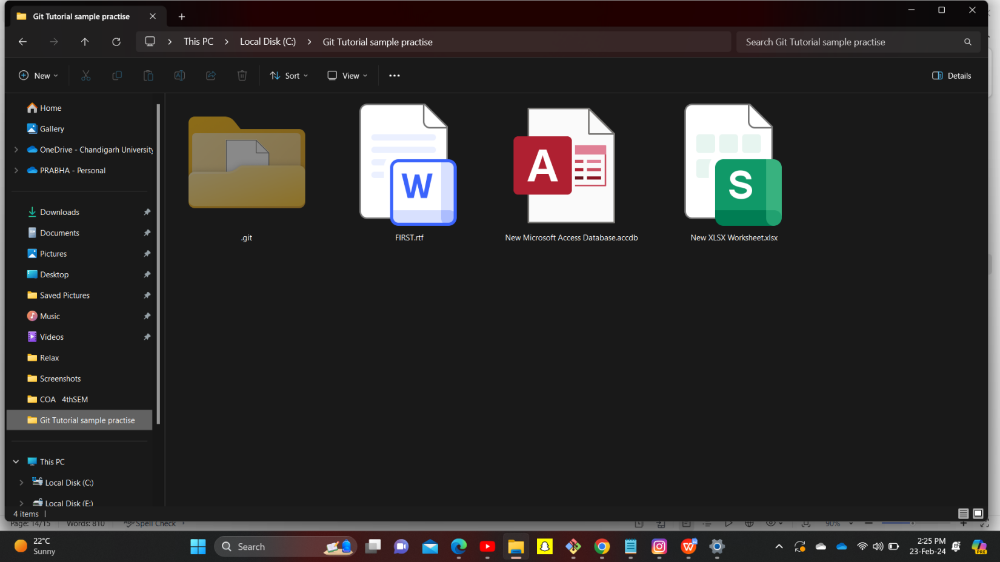 Git Tutorial sample practise
This PC
Local Disk (C:)
Git Tutorial sample practise
Search Git Tutorial sample practise
New
Sort
View
Details
Home
Gallery
OneDrive - Chandigarh University
PRABHA - Personal
Downloads
Documents
Pictures
Desktop
Saved Pictures
Music
Videos
Relax
Screenshots
COA 4thSEM
Git Tutorial sample practise
This PC
Local Disk (C:)
Local Disk (E:)
.git
W
FIRST.rtf
A
New Microsoft Access Database.accdb
S
New XLSX Worksheet.xlsx
4 items
Page: 14/15 Words: 810 Spell Check
90%
22°C
Sunny
Search
2:25 PM
23-Feb-24
PRE